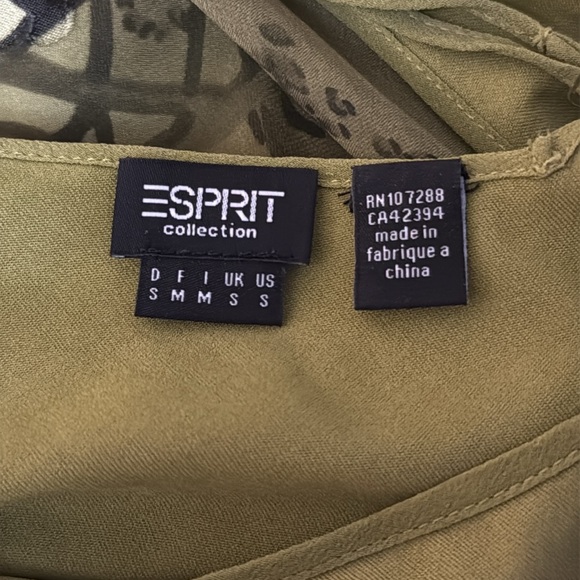 ESPRIT
collection
D F I UK US
S M M S S
RN107288
CA42394
made in
fabrique a
china